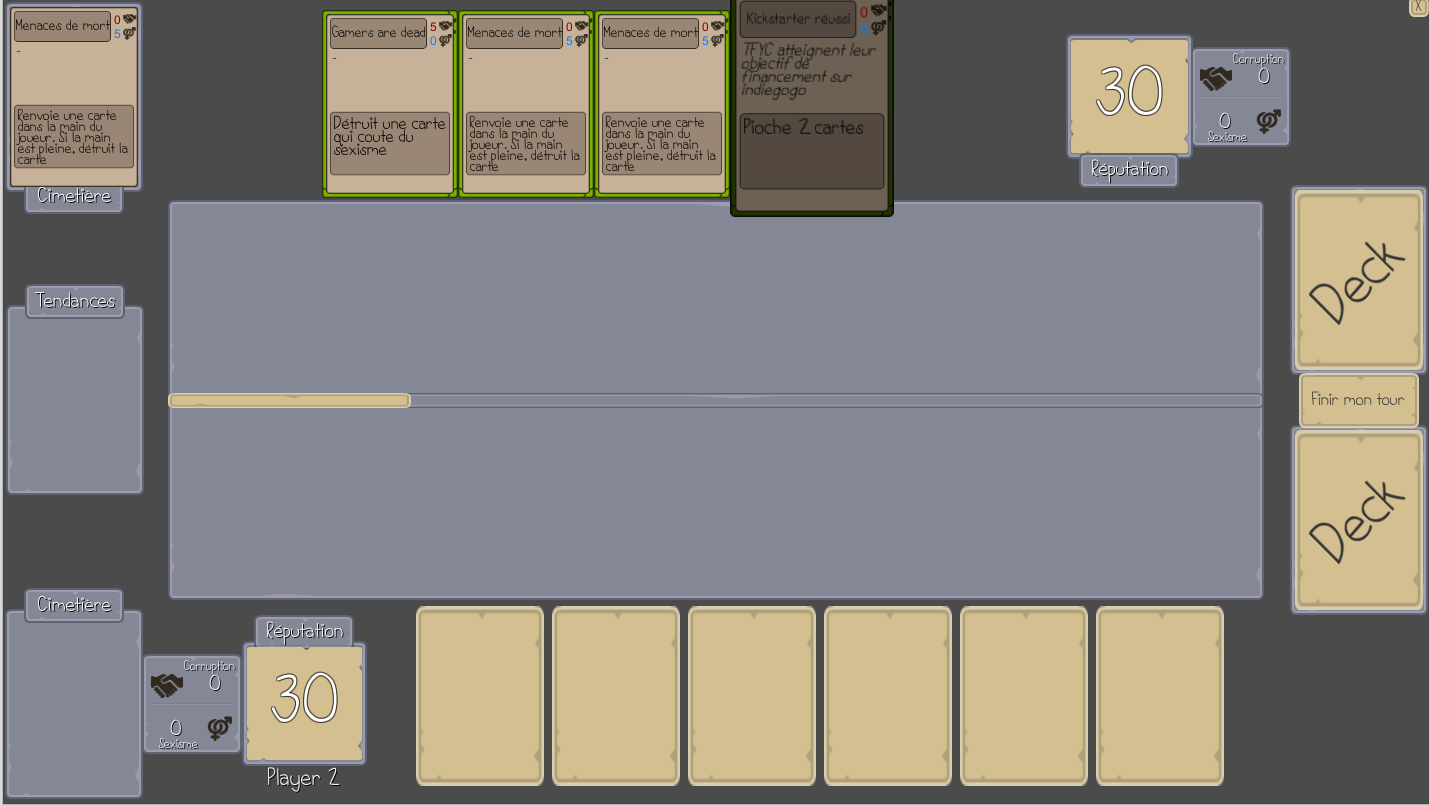 X
Menaces de mort
0
5
-
Renvoie une carte
dans la main du
joueur. Si la main
est pleine, détruit la
carte
Cimetière
Gamers are dead
5
0
-
Détruit une carte
qui coute du
sexisme
Menaces de mort
0
5
-
Renvoie une carte
dans la main du
joueur. Si la main
est pleine, détruit la
carte
Menaces de mort
0
5
-
Renvoie une carte
dans la main du
joueur. Si la main
est pleine, détruit la
carte
Kickstarter réussi
0
TFYC atteignent leur
objectif de
financement sur
indiegogo
Pioche 2 cartes
30
Réputation
Corruption
0
0
Sexisme
Tendances
Deck
Finir mon tour
Deck
Cimetière
Corruption
0
0
Sexisme
Réputation
30
Player 2